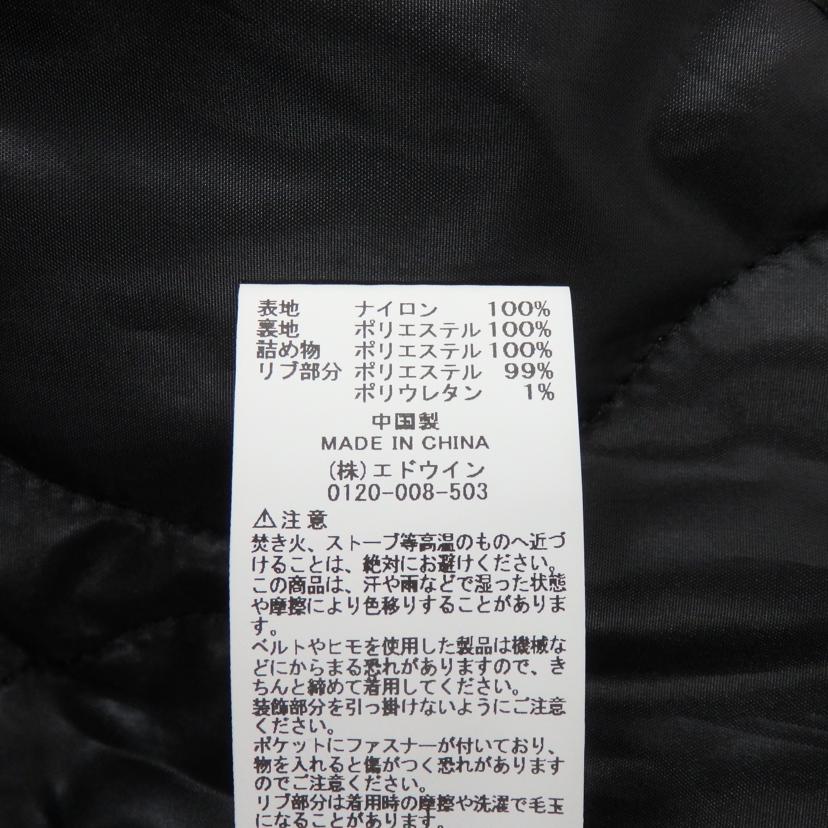 表地 ナイロン 100%
裏地 ポリエステル 100%
詰め物 ポリエステル 100%
リブ部分 ポリエステル 99%
ポリウレタン 1%
中国製
MADE IN CHINA
(株)エドウイン
0120-008-503
⚠注意
焚き火、ストーブ等高温のものへ近づ
けることは、絶対にお避けください。
この商品は、汗や雨などで湿った状態
や摩擦により色移りすることがありま
す。
ベルトやヒモを使用した製品は機械な
どにからまる恐れがありますので、き
ちんと締めて着用してください。
装飾部分を引っ掛けないようにご注意
ください。
ポケットにファスナーが付いており、
物を入れると傷がつく恐れがあります
のでご注意ください。
リブ部分は着用時の摩擦や洗濯で毛玉
になることがあります。